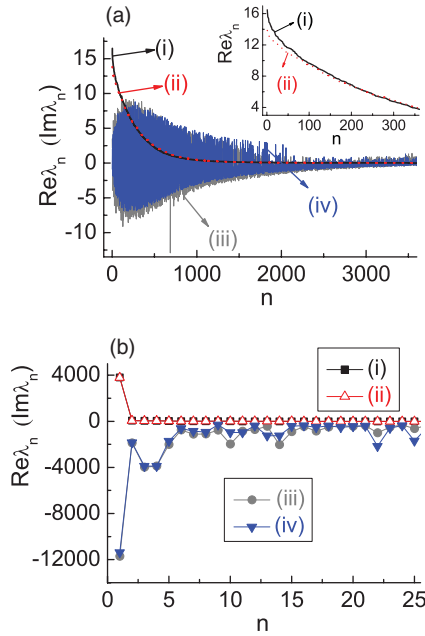 (a)
(i)
(ii)
(iii)
(iv)
Reλn (Imλn)
15
10
5
0
-5
-10
0
1000
2000
3000
n
Reλn
16
12
8
4
0
100
200
300
n
(i)
(ii)
(b)
Reλn (Imλn)
4000
0
-4000
-8000
-12000
0
5
10
15
20
25
n
(i)
(ii)
(iii)
(iv)